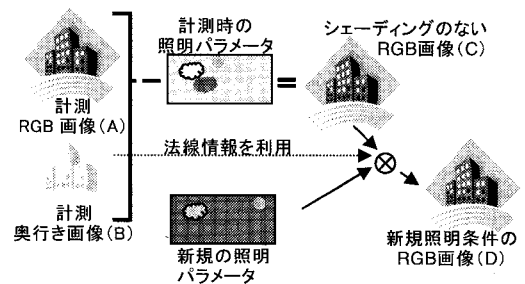 計測時の
照明パラメータ
シェーディングのない
RGB画像(C)
計測
RGB 画像(A)
法線情報を利用
計測
奥行き画像(B)
新規の照明
パラメータ
新規照明条件の
RGB画像(D)